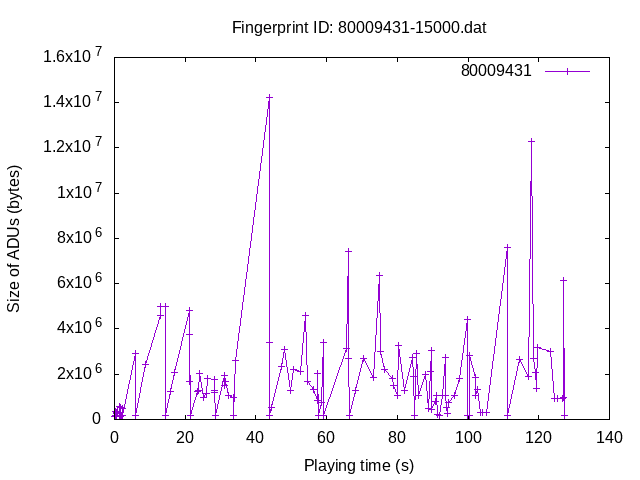 Fingerprint ID: 80009431-15000.dat
80009431
1.6x10^7
1.4x10^7
1.2x10^7
1x10^7
8x10^6
6x10^6
4x10^6
2x10^6
0
Size of ADUs (bytes)
0 20 40 60 80 100 120 140
Playing time (s)